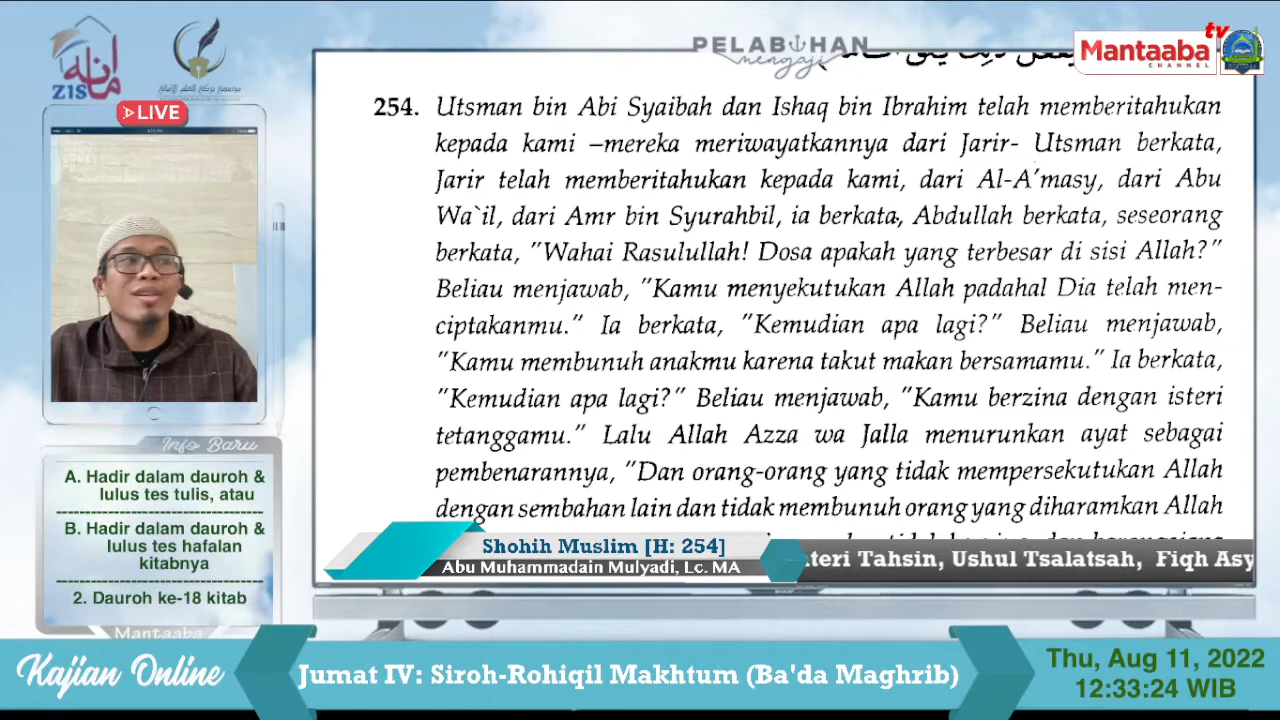 PELABUHAN
mengaji
Mantaaba tv
CHANNEL
مانه
Z1S
LIVE
254. Utsman bin Abi Syaibah dan Ishaq bin Ibrahim telah memberitahukan
kepada kami –mereka meriwayatkannya dari Jarir- Utsman berkata,
Jarir telah memberitahukan kepada kami, dari Al-A'masy, dari Abu
Wa`il, dari Amr bin Syurahbil, ia berkata, Abdullah berkata, seseorang
berkata, "Wahai Rasulullah! Dosa apakah yang terbesar di sisi Allah?"
Beliau menjawab, "Kamu menyekutukan Allah padahal Dia telah men-
ciptakanmu." Ia berkata, "Kemudian apa lagi?" Beliau menjawab,
"Kamu membunuh anakmu karena takut makan bersamamu." Ia berkata,
"Kemudian apa lagi?" Beliau menjawab, "Kamu berzina dengan isteri
tetanggamu." Lalu Allah Azza wa Jalla menurunkan ayat sebagai
pembenarannya, "Dan orang-orang yang tidak mempersekutukan Allah
dengan sembahan lain dan tidak membunuh orang yang diharamkan Allah
Info Baru
A. Hadir dalam dauroh &
lulus tes tulis, atau
B. Hadir dalam dauroh &
lulus tes hafalan
kitabnya
2. Dauroh ke-18 kitab
Mantaaba
Shohih Muslim [H: 254]
Abu Muhammadain Mulyadi, Lc. MA
teri Tahsin, Ushul Tsalatsah, Fiqh Asy
Kajian Online
Jumat IV: Siroh-Rohiqil Makhtum (Ba'da Maghrib)
Thu, Aug 11, 2022
12:33:24 WIB